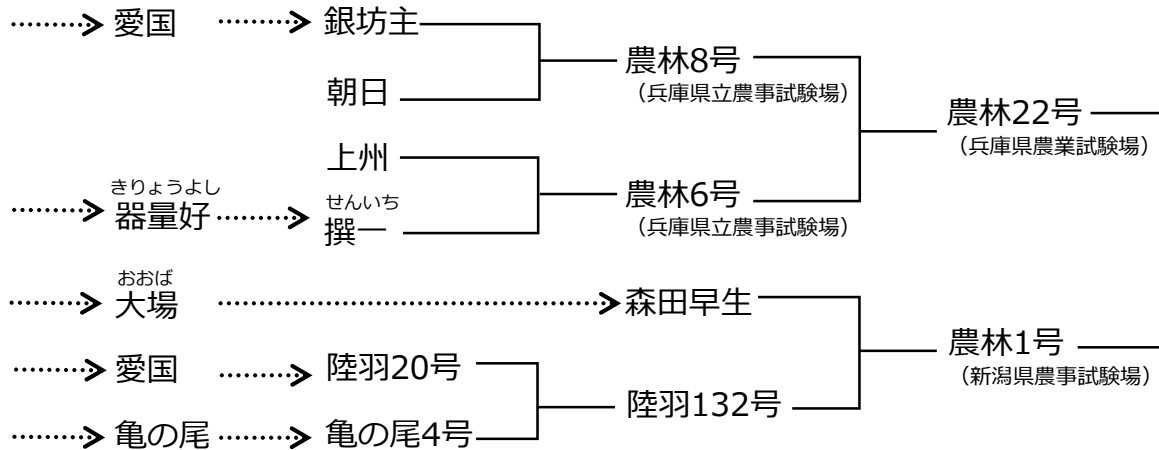 愛国
銀坊主
農林8号
(兵庫県立農事試験場)
朝日
農林22号
(兵庫県農業試験場)
上州
きりょうよし
器量好
せんいち
撰一
農林6号
(兵庫県立農事試験場)
おおば
大場
森田早生
農林1号
(新潟県農事試験場)
愛国
陸羽20号
陸羽132号
亀の尾
亀の尾4号